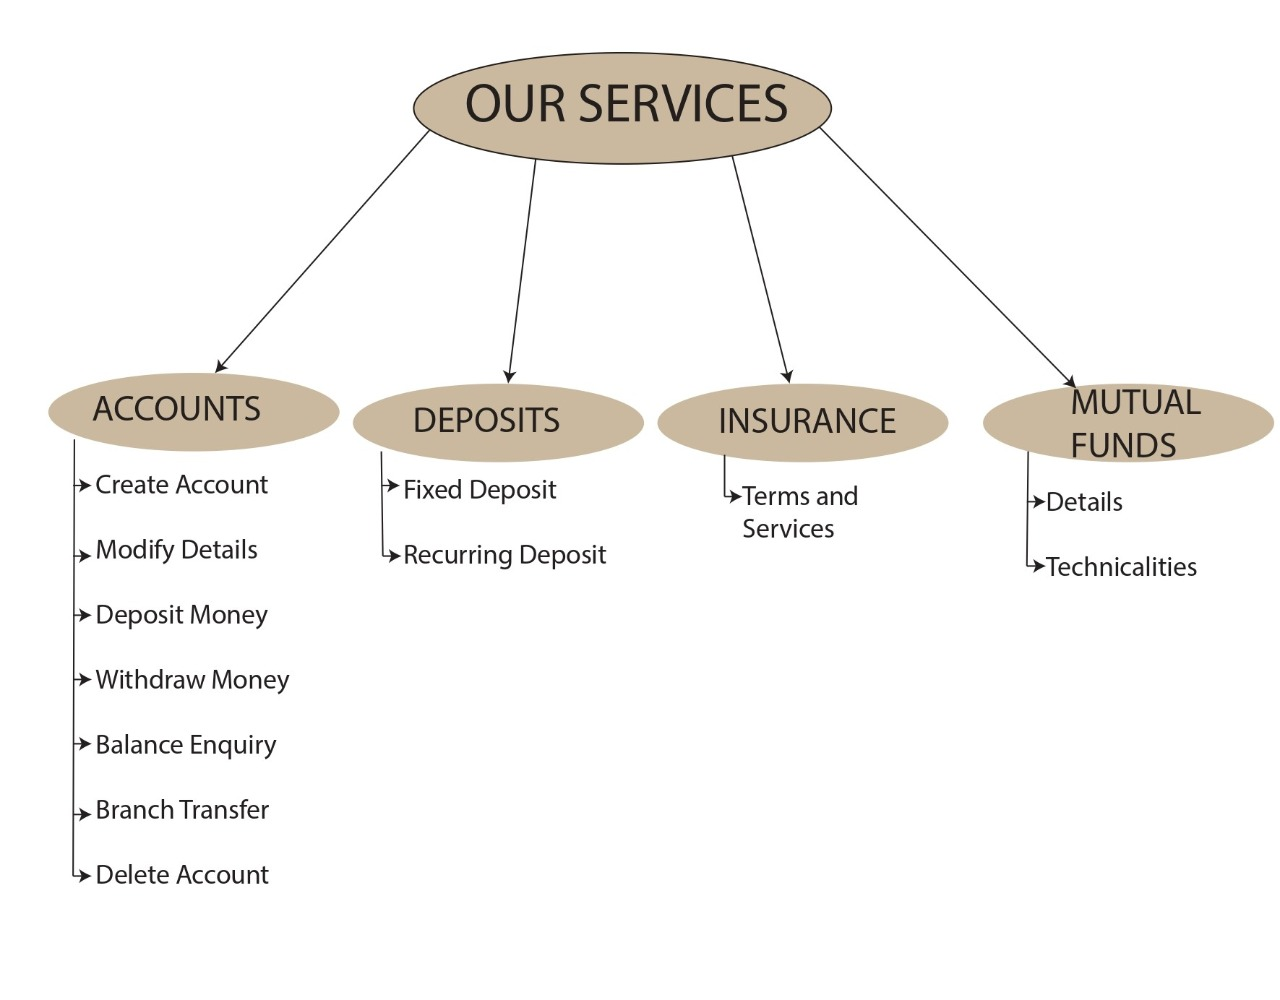 OUR SERVICES
ACCOUNTS
Create Account
Modify Details
Deposit Money
Withdraw Money
Balance Enquiry
Branch Transfer
Delete Account
DEPOSITS
Fixed Deposit
Recurring Deposit
INSURANCE
Terms and
Services
MUTUAL
FUNDS
Details
Technicalities